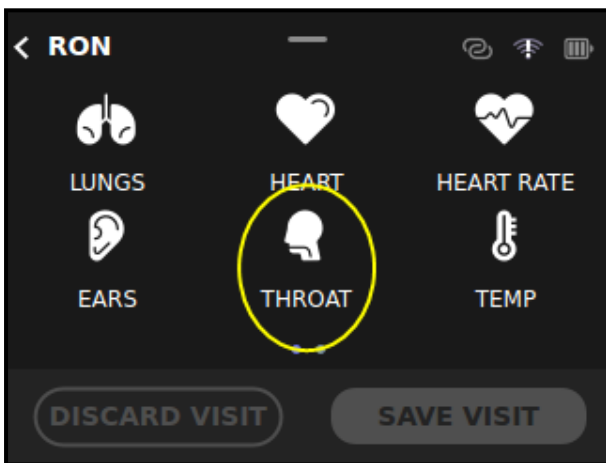 RON
LUNGS HEART HEART RATE
EARS THROAT TEMP
DISCARD VISIT SAVE VISIT